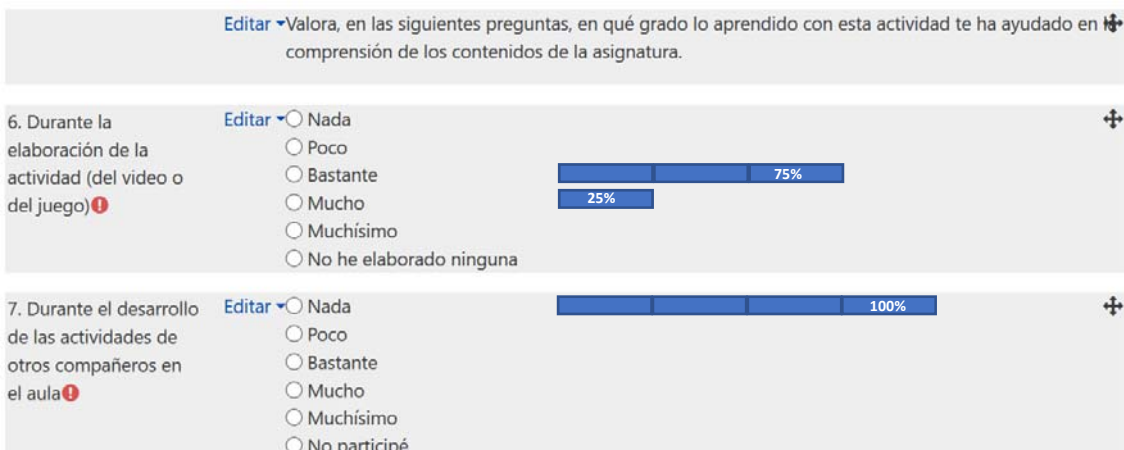 Editar Valora, en las siguientes preguntas, en qué grado lo aprendido con esta actividad te ha ayudado en
comprensión de los contenidos de la asignatura.
6. Durante la
elaboración de la
actividad (del video o
del juego)
Editar Nada
Poco
Bastante 75%
Mucho 25%
Muchísimo
No he elaborado ninguna
7. Durante el desarrollo
de las actividades de
otros compañeros en
el aula
Editar Nada 100%
Poco
Bastante
Mucho
Muchísimo
No participé